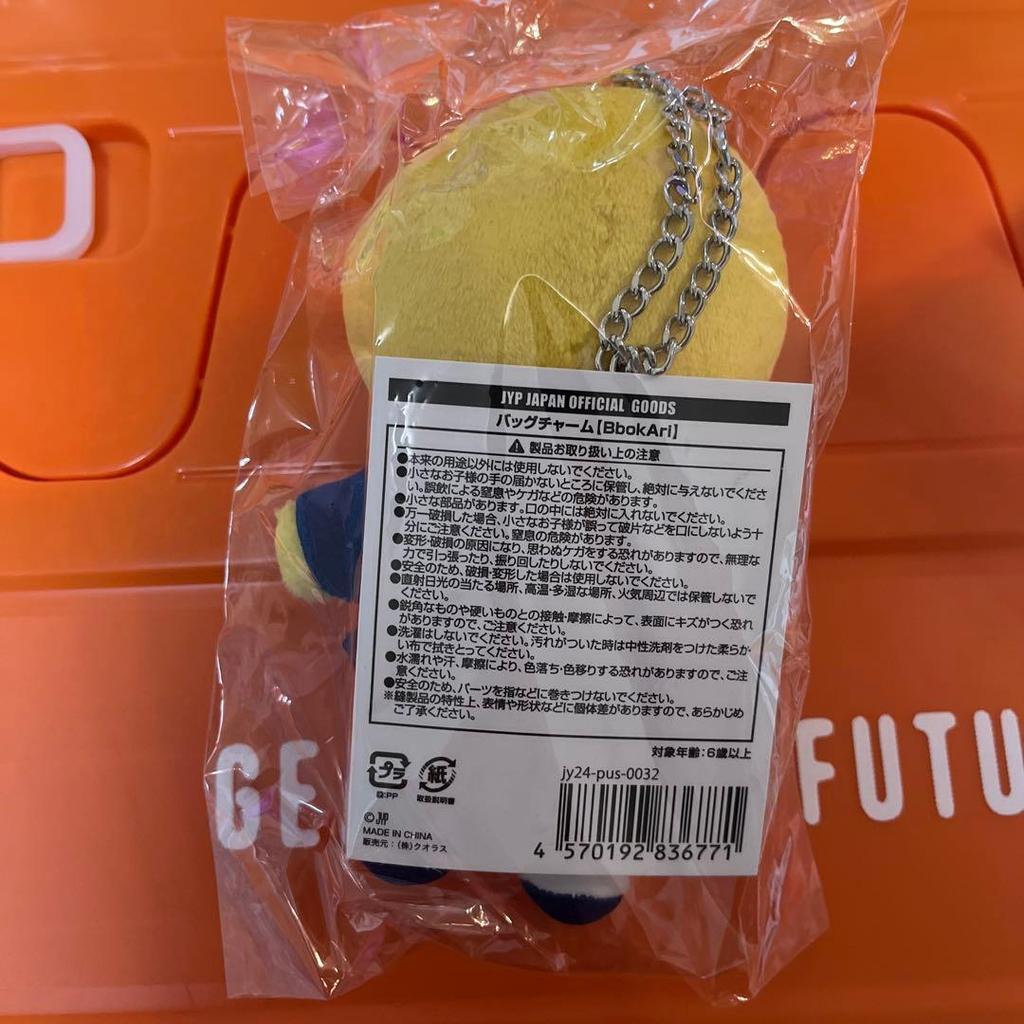 JYP JAPAN OFFICIAL GOODS
バッグチャーム【BbokAri】
製品お取り扱い上の注意
●本来の用途以外には使用しないでください。
●小さなお子様の手の届かないところに保管し、絶対に与えないでくださ
い。誤飲による窒息やケガなどの危険があります。
●小さな部品があります。口の中には絶対に入れないでください。
●万一破損した場合、小さなお子様が誤って破片などを口にしないよう十
分にご注意ください。窒息の危険があります。
●変形・破損の原因になり、思わぬケガをする恐れがありますので、無理な
力で引っ張ったり、振り回したりしないでください。
●安全のため、破損・変形した場合は使用しないでください。
●直射日光の当たる場所、高温・多湿な場所、火気周辺では保管しないで
ください。
●鋭角なものや硬いものとの接触・摩擦によって、表面にキズがつく恐れ
がありますので、ご注意ください。
●洗濯はしないでください。汚れがついた時は中性洗剤をつけた柔らか
い布で拭きとってください。
●水濡れや汗、摩擦により、色落ち・色移りする恐れがありますので、ご注
意ください。
●安全のため、パーツを指などに巻きつけないでください。
※縫製品の特性上、表情や形状などに個体差がありますので、あらかじめ
ご了承ください。
対象年齢：6歳以上
プラ
袋:PP
紙
取扱説明書
jy24-pus-0032
© JYP
MADE IN CHINA
販売元：(株)クオラス
4 570192 836771
GE
FUTU